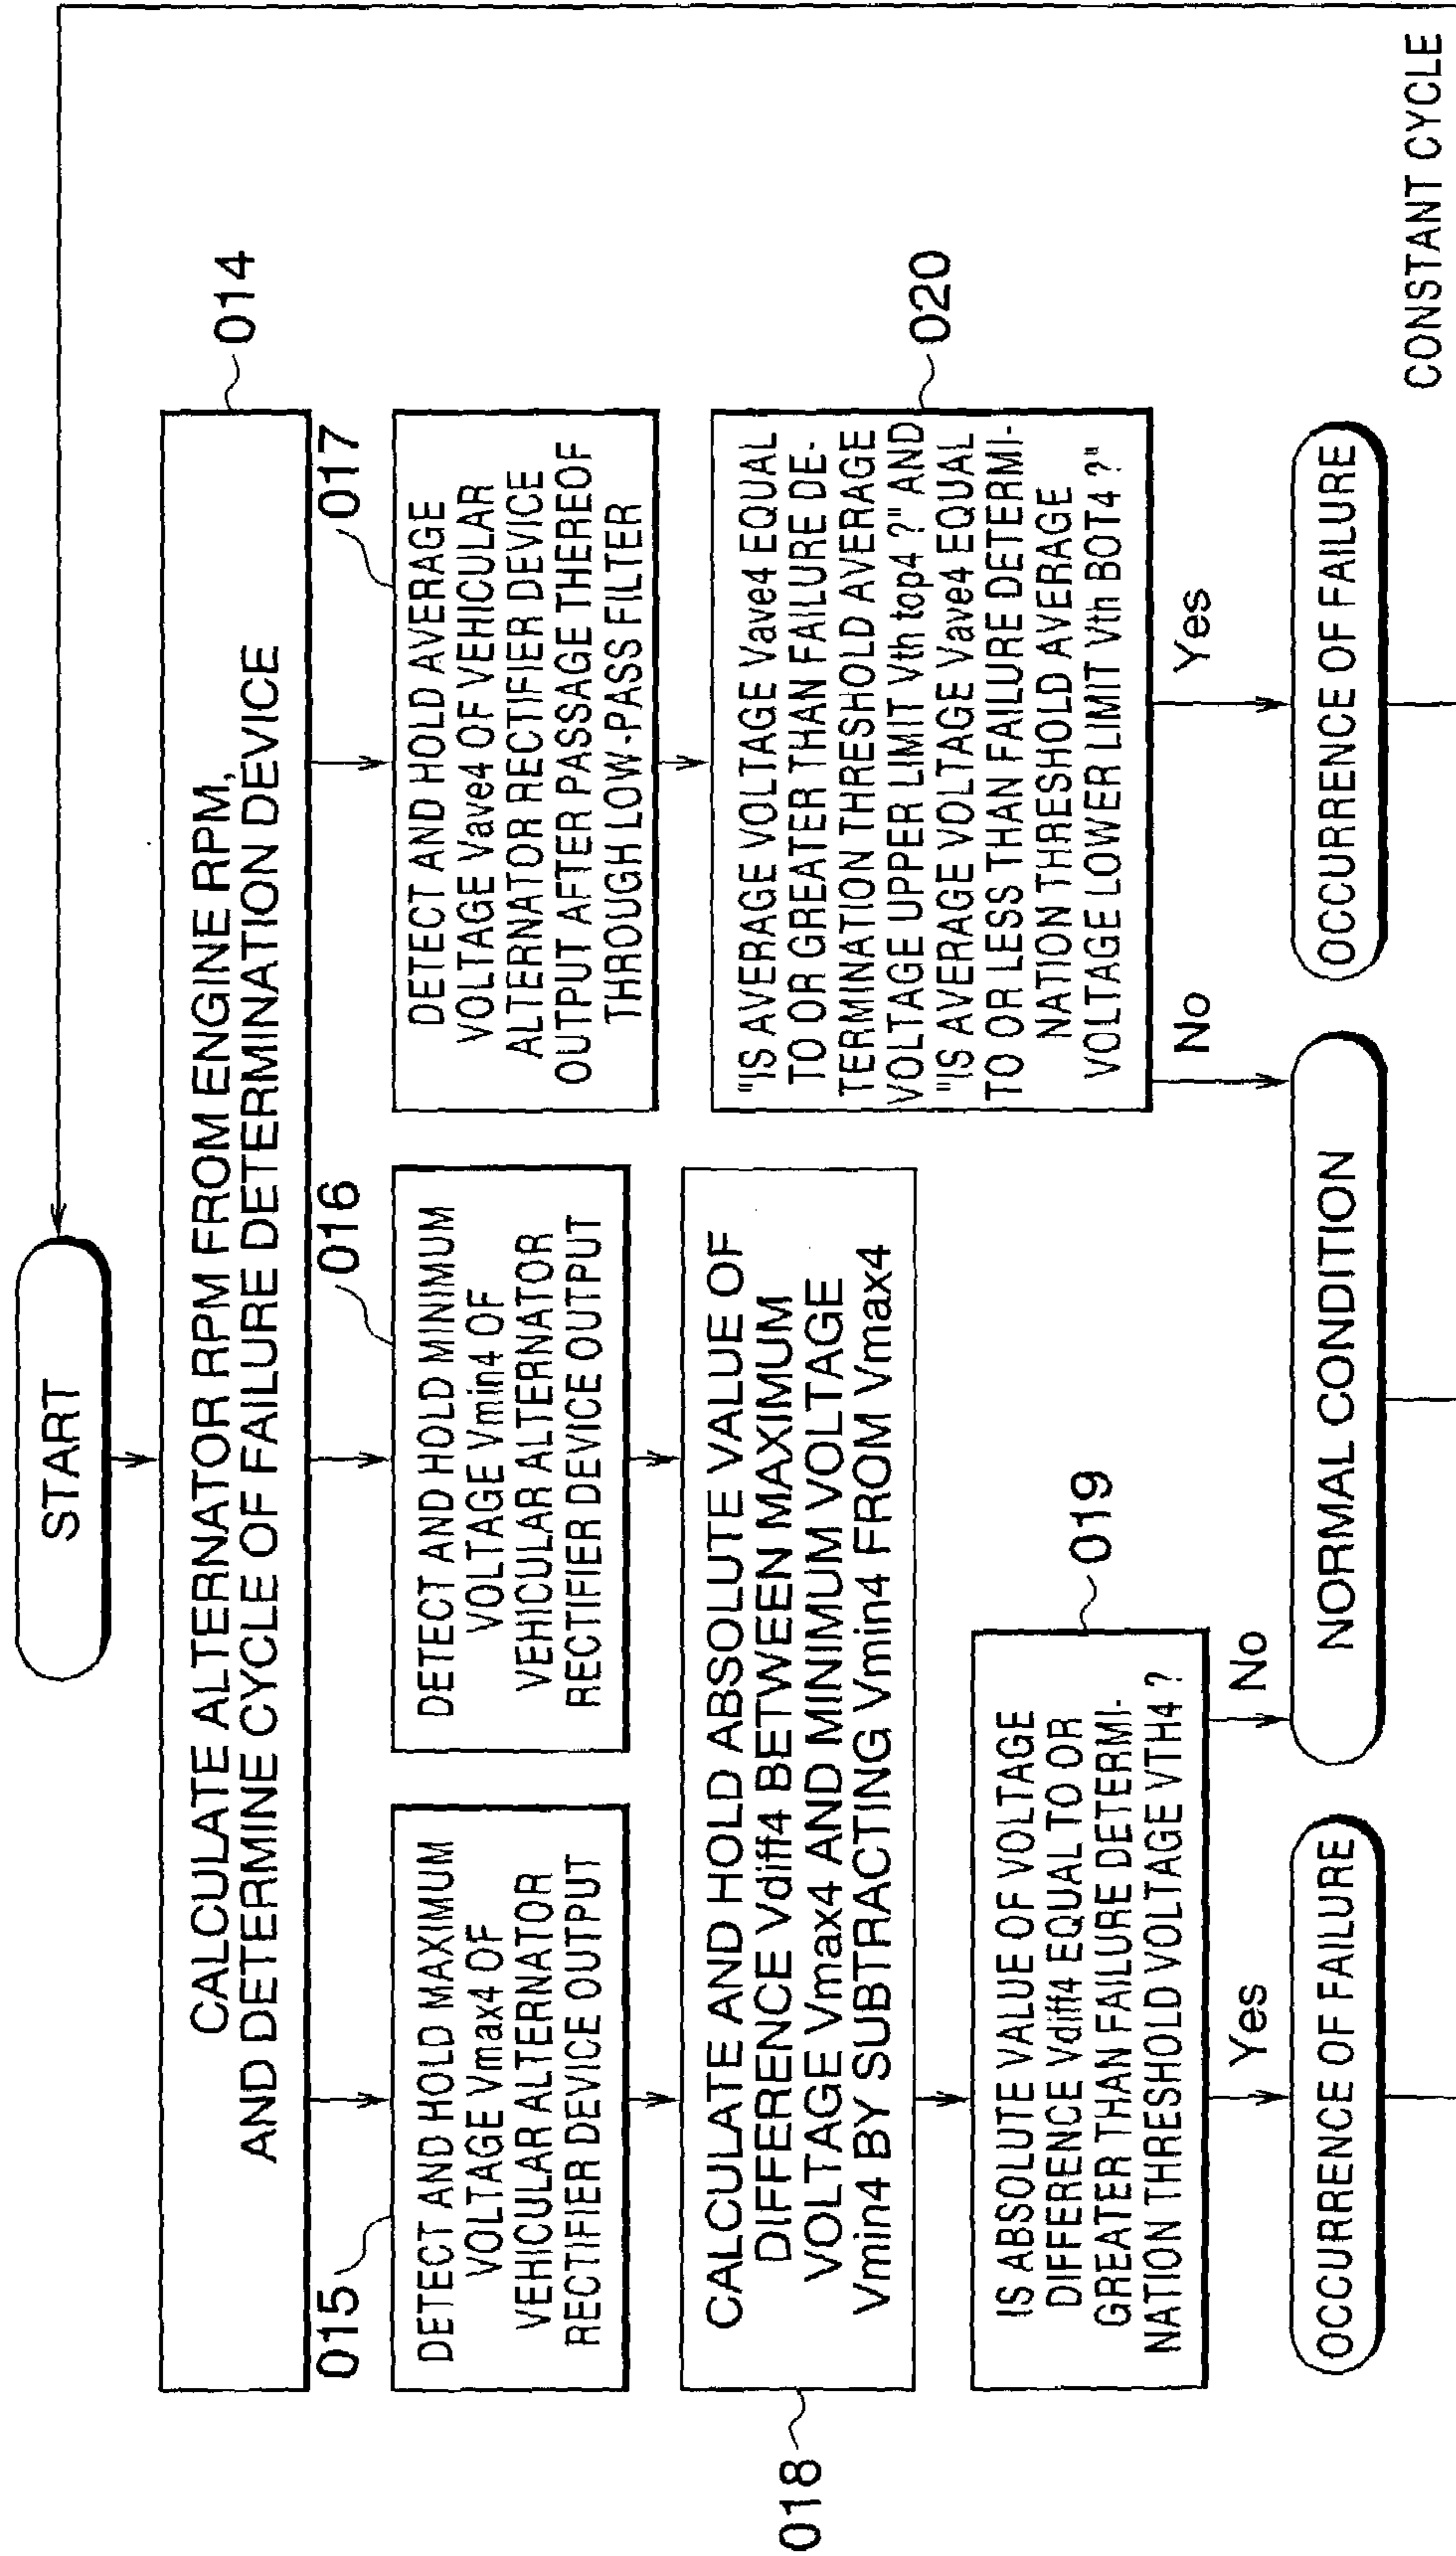 START
CALCULATE ALTERNATOR RPM FROM ENGINE RPM,
AND DETERMINE CYCLE OF FAILURE DETERMINATION DEVICE
014
015
DETECT AND HOLD MAXIMUM
VOLTAGE Vmax4 OF
VEHICULAR ALTERNATOR
RECTIFIER DEVICE OUTPUT
016
DETECT AND HOLD MINIMUM
VOLTAGE Vmin4 OF
VEHICULAR ALTERNATOR
RECTIFIER DEVICE OUTPUT
017
DETECT AND HOLD AVERAGE
VOLTAGE Vave4 OF VEHICULAR
ALTERNATOR RECTIFIER DEVICE
OUTPUT AFTER PASSAGE THEREOF
THROUGH LOW-PASS FILTER
018
CALCULATE AND HOLD ABSOLUTE VALUE OF
DIFFERENCE Vdiff4 BETWEEN MAXIMUM
VOLTAGE Vmax4 AND MINIMUM VOLTAGE
Vmin4 BY SUBTRACTING Vmin4 FROM Vmax4
019
IS ABSOLUTE VALUE OF VOLTAGE
DIFFERENCE Vdiff4 EQUAL TO OR
GREATER THAN FAILURE DETERMI-
NATION THRESHOLD VOLTAGE VTH4 ?
020
"IS AVERAGE VOLTAGE Vave4 EQUAL
TO OR GREATER THAN FAILURE DE-
TERMINATION THRESHOLD AVERAGE
VOLTAGE UPPER LIMIT Vth top4 ?" AND
"IS AVERAGE VOLTAGE Vave4 EQUAL
TO OR LESS THAN FAILURE DETERMI-
NATION THRESHOLD AVERAGE
VOLTAGE LOWER LIMIT Vth BOT4 ?"
Yes
No
No
Yes
OCCURRENCE OF FAILURE
NORMAL CONDITION
OCCURRENCE OF FAILURE
CONSTANT CYCLE